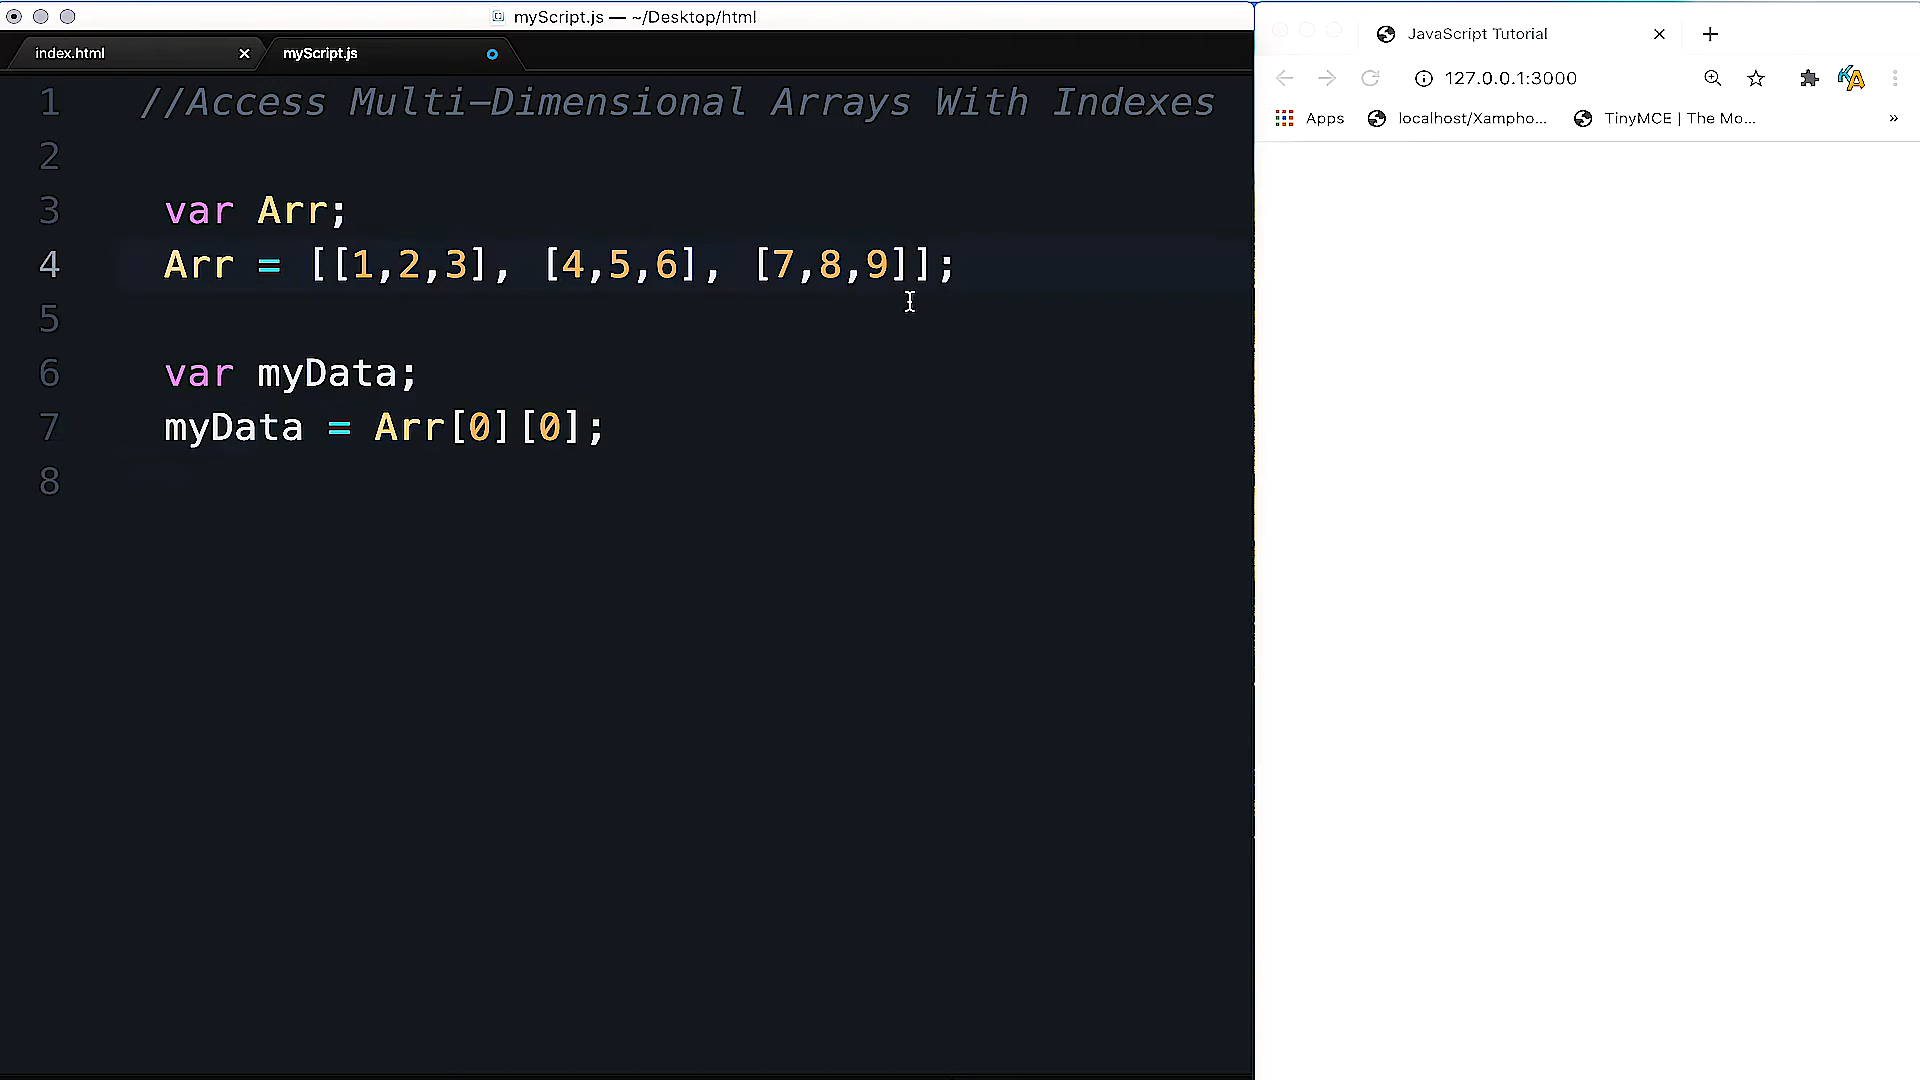 myScript.js — ~/Desktop/html
index.html
myScript.js
1 //Access Multi-Dimensional Arrays With Indexes
2
3 var Arr;
4 Arr = [[1,2,3], [4,5,6], [7,8,9]];
5
6 var myData;
7 myData = Arr[0][0];
8
JavaScript Tutorial
127.0.0.1:3000
Apps localhost/Xampho... TinyMCE | The Mo... »